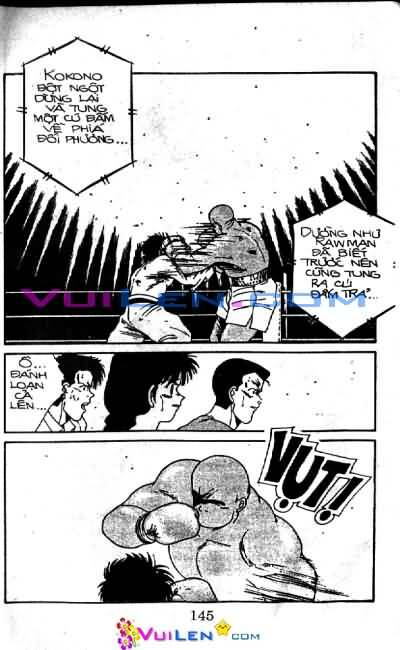 KOKONO
ĐỘT NGỘT
DỪNG LẠI
VÀ TUNG
MỘT CÚ ĐẤM
VỀ PHÍA
ĐỐI PHƯƠNG...
DƯỜNG NHƯ
RAWMAN
ĐÃ BIẾT
TRƯỚC NÊN
CŨNG TUNG
RA CÚ
ĐẤM TRẢ...
VUILEN.COM
Ồ...
ĐÁNH
LOẠN
CẢ
LÊN...
VỤT!
145
VUILEN.COM